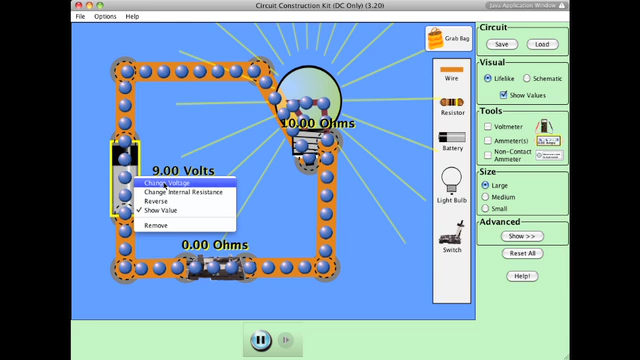 Circuit Construction Kit (DC Only) (3.20)
Java Application Window
File Options Help
Grab Bag
Wire
Resistor
Battery
Light Bulb
Switch
10.00 Ohms
9.00 Volts
Change Voltage
Change Internal Resistance
Reverse
✓ Show Value
Remove
0.00 Ohms
Circuit
Save Load
Visual
Lifelike Schematic
Show Values
Tools
Voltmeter
Ammeter(s)
Non-Contact
Ammeter
Size
Large
Medium
Small
Advanced
Show >>
Reset All
Help!